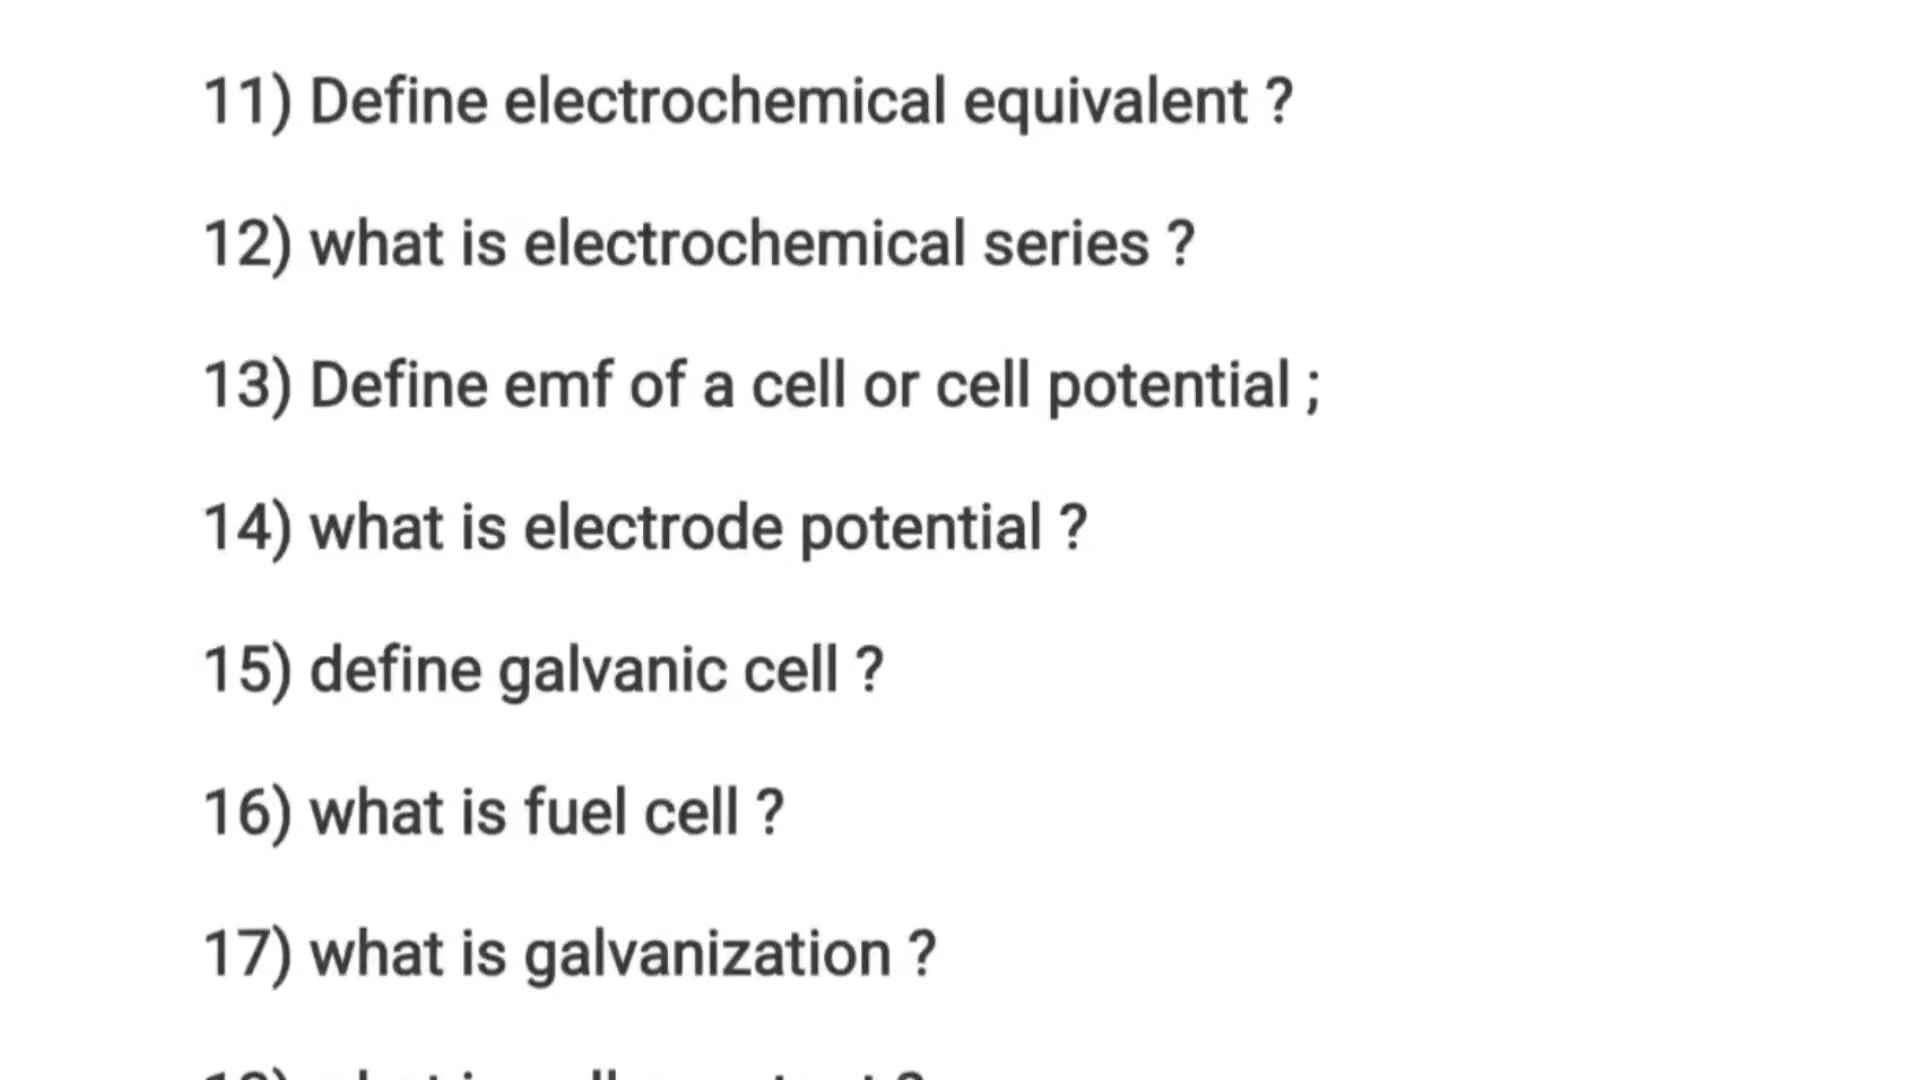 11) Define electrochemical equivalent ?
12) what is electrochemical series ?
13) Define emf of a cell or cell potential ;
14) what is electrode potential ?
15) define galvanic cell ?
16) what is fuel cell ?
17) what is galvanization ?